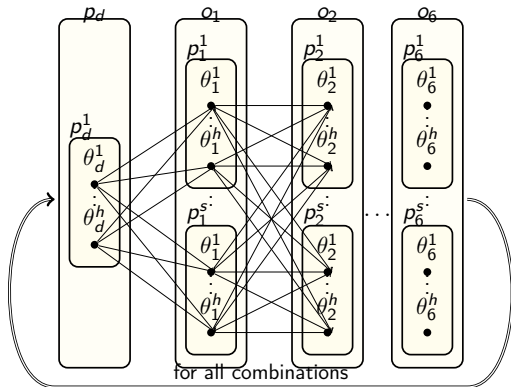 p_d o_1 o_2 o_6
p_1^1 p_2^1 p_6^1
θ_1^1 θ_2^1 θ_6^1
⋮ ⋮ ⋮
p_d^1 θ_1^h θ_2^h θ_6^h
θ_d^1
⋮ ⋮ ⋮ ⋮
θ_d^h p_1^s p_2^s ... p_6^s
θ_1^1 θ_2^1 θ_6^1
⋮ ⋮ ⋮
θ_1^h θ_2^h θ_6^h
for all combinations